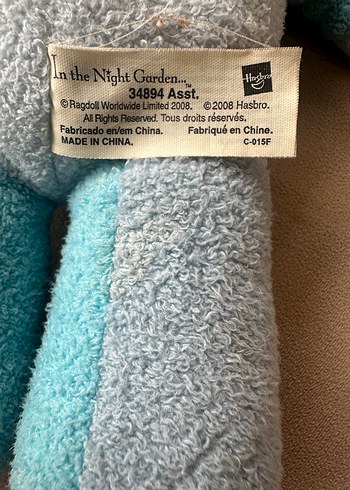 In the Night Garden...™
Hasbro
34894 Asst.
© Ragdoll Worldwide Limited 2008. © 2008 Hasbro.
All Rights Reserved. Tous droits réservés.
Fabricado en/em China. Fabriqué en Chine.
MADE IN CHINA. C-015F